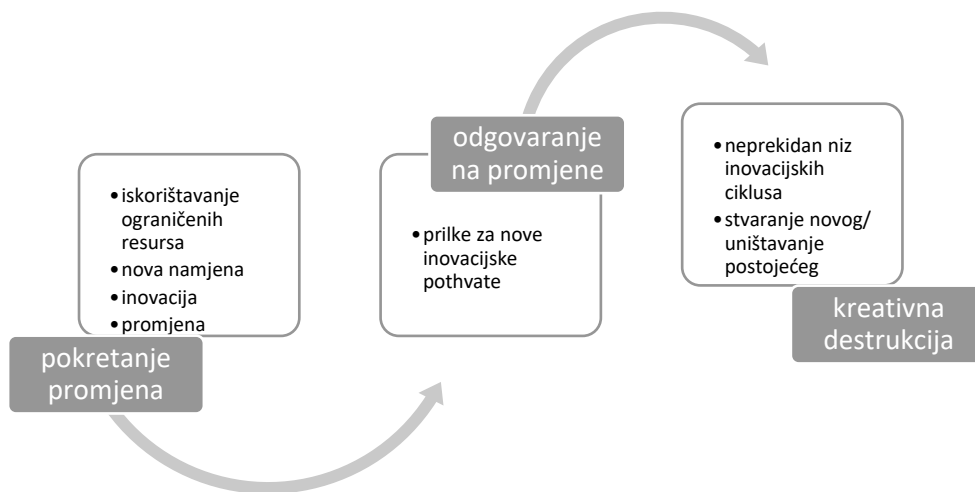 • iskorištavanje
ograničenih
resursa
• nova namjena
• inovacija
• promjena
pokretanje
promjena
odgovaranje
na promjene
• prilke za nove
inovacijske
pothvate
• neprekidan niz
inovacijskih
ciklusa
• stvaranje novog/
uništavanje
postojećeg
kreativna
destrukcija